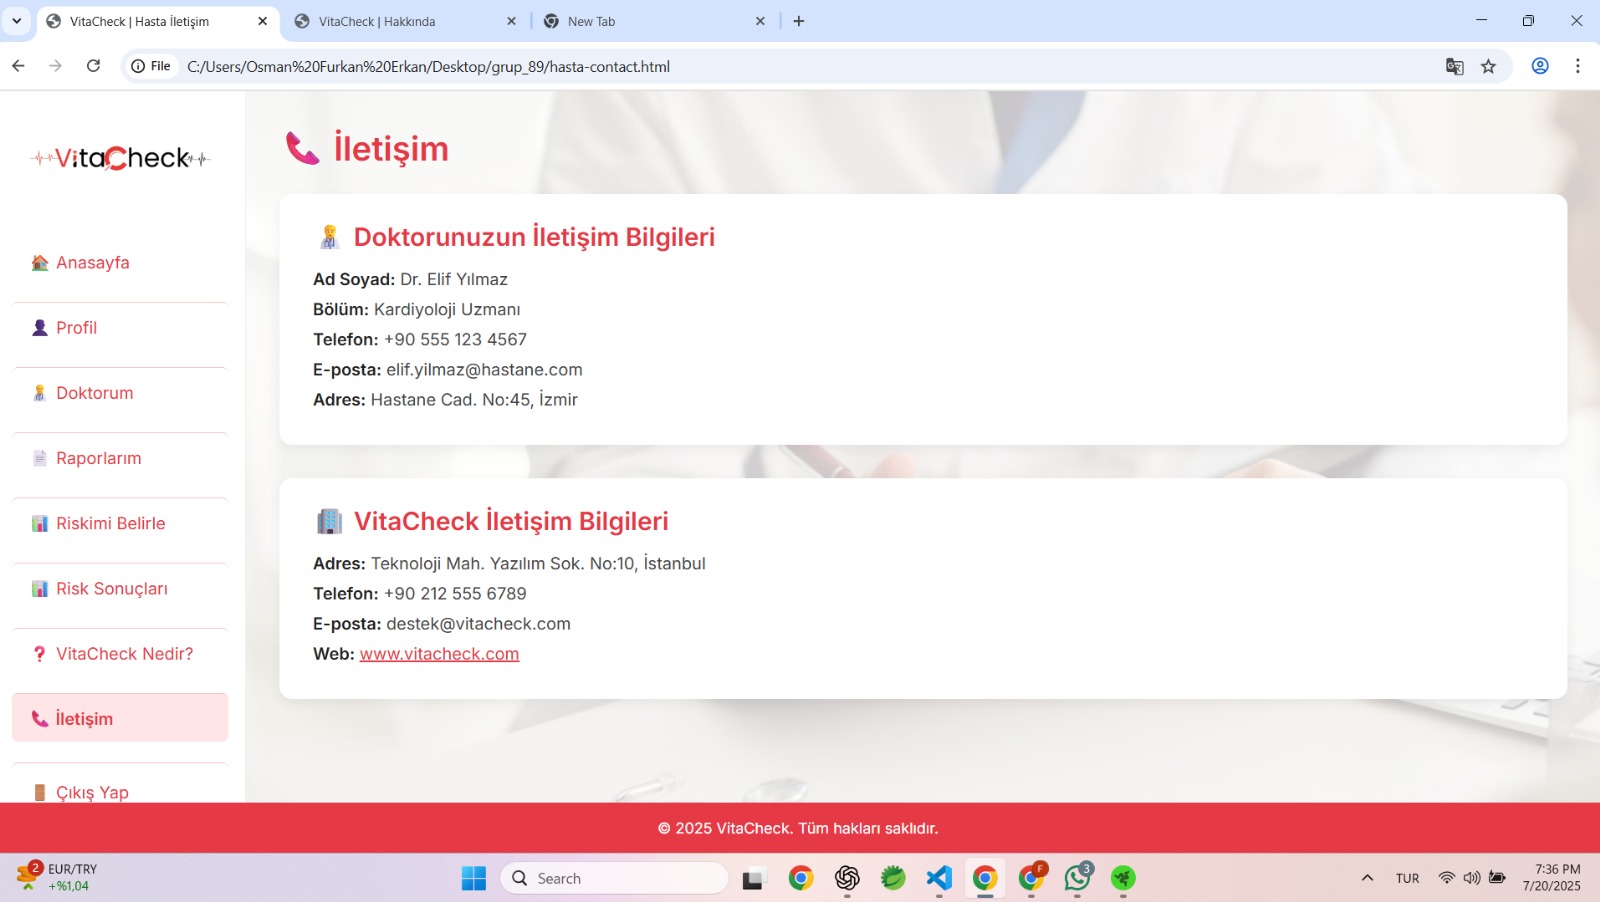 VitaCheck | Hasta İletişim
VitaCheck | Hakkında
New Tab
File
C:/Users/Osman%20Furkan%20Erkan/Desktop/grup_89/hasta-contact.html
VitaCheck
Anasayfa
Profil
Doktorum
Raporlarım
Riskimi Belirle
Risk Sonuçları
VitaCheck Nedir?
İletişim
Çıkış Yap
İletişim
Doktorunuzun İletişim Bilgileri
Ad Soyad: Dr. Elif Yılmaz
Bölüm: Kardiyoloji Uzmanı
Telefon: +90 555 123 4567
E-posta: elif.yilmaz@hastane.com
Adres: Hastane Cad. No:45, İzmir
VitaCheck İletişim Bilgileri
Adres: Teknoloji Mah. Yazılım Sok. No:10, İstanbul
Telefon: +90 212 555 6789
E-posta: destek@vitacheck.com
Web: www.vitacheck.com
© 2025 VitaCheck. Tüm hakları saklıdır.
2
EUR/TRY
+%1,04
Search
F
3
TUR
7:36 PM
7/20/2025